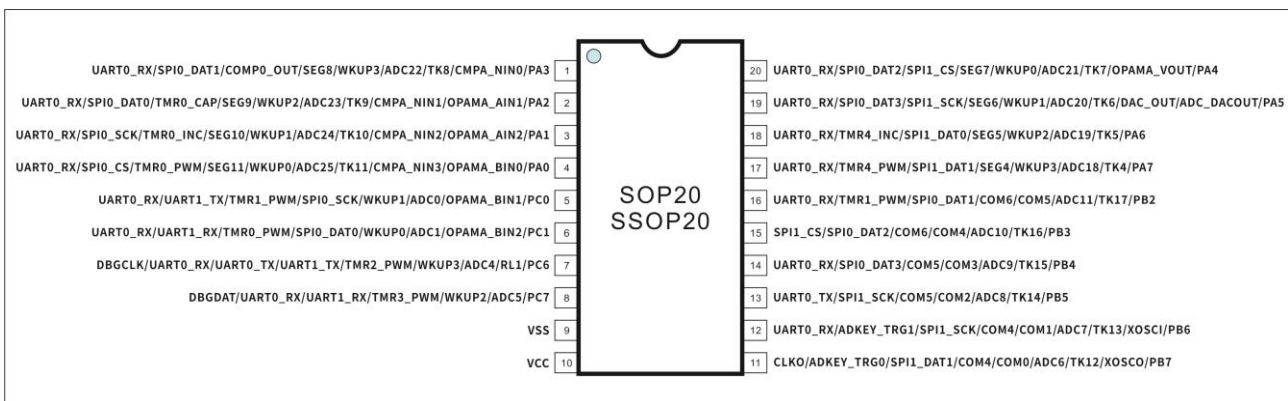 UART0_RX/SPI0_DAT1/COMP0_OUT/SEG8/WKUP3/ADC22/TK8/CMPA_NIN0/PA3 1
UART0_RX/SPI0_DAT0/TMR0_CAP/SEG9/WKUP2/ADC23/TK9/CMPA_NIN1/OPAMA_AIN1/PA2 2
UART0_RX/SPI0_SCK/TMR0_INC/SEG10/WKUP1/ADC24/TK10/CMPA_NIN2/OPAMA_AIN2/PA1 3
UART0_RX/SPI0_CS/TMR0_PWM/SEG11/WKUP0/ADC25/TK11/CMPA_NIN3/OPAMA_BIN0/PA0 4
UART0_RX/UART1_TX/TMR1_PWM/SPI0_SCK/WKUP1/ADC0/OPAMA_BIN1/PC0 5
UART0_RX/UART1_RX/TMR0_PWM/SPI0_DAT0/WKUP0/ADC1/OPAMA_BIN2/PC1 6
DBGCLK/UART0_RX/UART0_TX/UART1_TX/TMR2_PWM/WKUP3/ADC4/RL1/PC6 7
DBGDAT/UART0_RX/UART1_RX/TMR3_PWM/WKUP2/ADC5/PC7 8
VSS 9
VCC 10
SOP20
SSOP20
20 UART0_RX/SPI0_DAT2/SPI1_CS/SEG7/WKUP0/ADC21/TK7/OPAMA_VOUT/PA4
19 UART0_RX/SPI0_DAT3/SPI1_SCK/SEG6/WKUP1/ADC20/TK6/DAC_OUT/ADC_DACOUT/PA5
18 UART0_RX/TMR4_INC/SPI1_DAT0/SEG5/WKUP2/ADC19/TK5/PA6
17 UART0_RX/TMR4_PWM/SPI1_DAT1/SEG4/WKUP3/ADC18/TK4/PA7
16 UART0_RX/TMR1_PWM/SPI0_DAT1/COM6/COM5/ADC11/TK17/PB2
15 SPI1_CS/SPI0_DAT2/COM6/COM4/ADC10/TK16/PB3
14 UART0_RX/SPI0_DAT3/COM5/COM3/ADC9/TK15/PB4
13 UART0_TX/SPI1_SCK/COM5/COM2/ADC8/TK14/PB5
12 UART0_RX/ADKEY_TRG1/SPI1_SCK/COM4/COM1/ADC7/TK13/XOSCI/PB6
11 CLKO/ADKEY_TRG0/SPI1_DAT1/COM4/COM0/ADC6/TK12/XOSCO/PB7